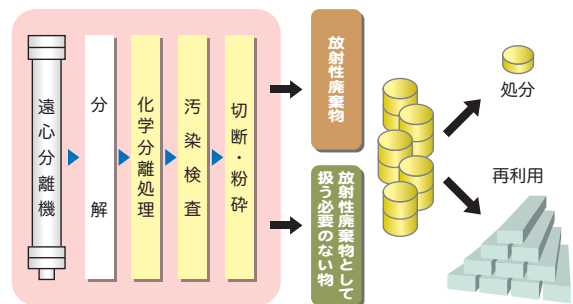 遠心分離機
分解
化学分離処理
汚染検査
切断・粉砕
放射性廃棄物
放射性廃棄物として
扱う必要のない物
処分
再利用